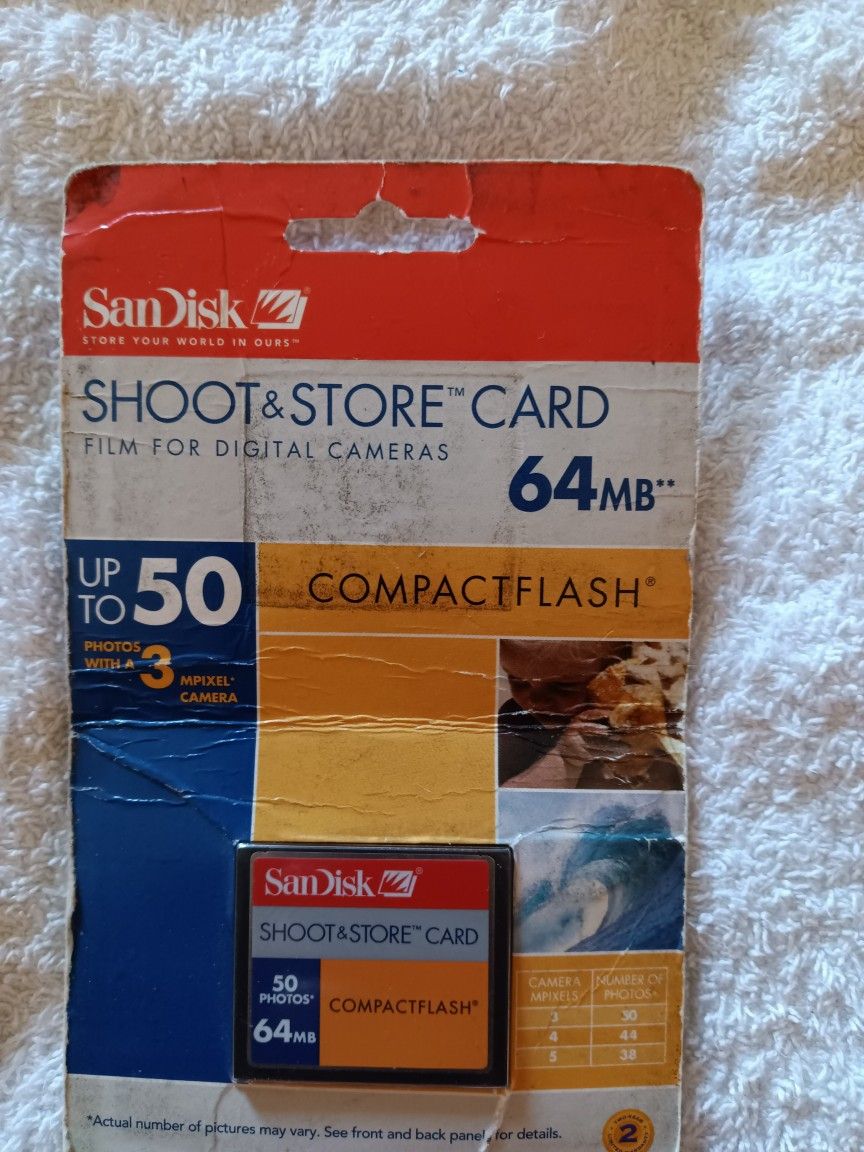 SanDisk®
STORE YOUR WORLD IN OURS™
SHOOT&STORE™ CARD
FILM FOR DIGITAL CAMERAS
64MB**
UP TO 50
PHOTOS
WITH A 3
MPIXEL*
CAMERA
COMPACTFLASH®
SanDisk®
SHOOT&STORE™ CARD
50
PHOTOS*
64MB
COMPACTFLASH®
CAMERA MPIXELS NUMBER OF PHOTOS*
3 50
4 44
5 38
*Actual number of pictures may vary. See front and back panels for details.
2